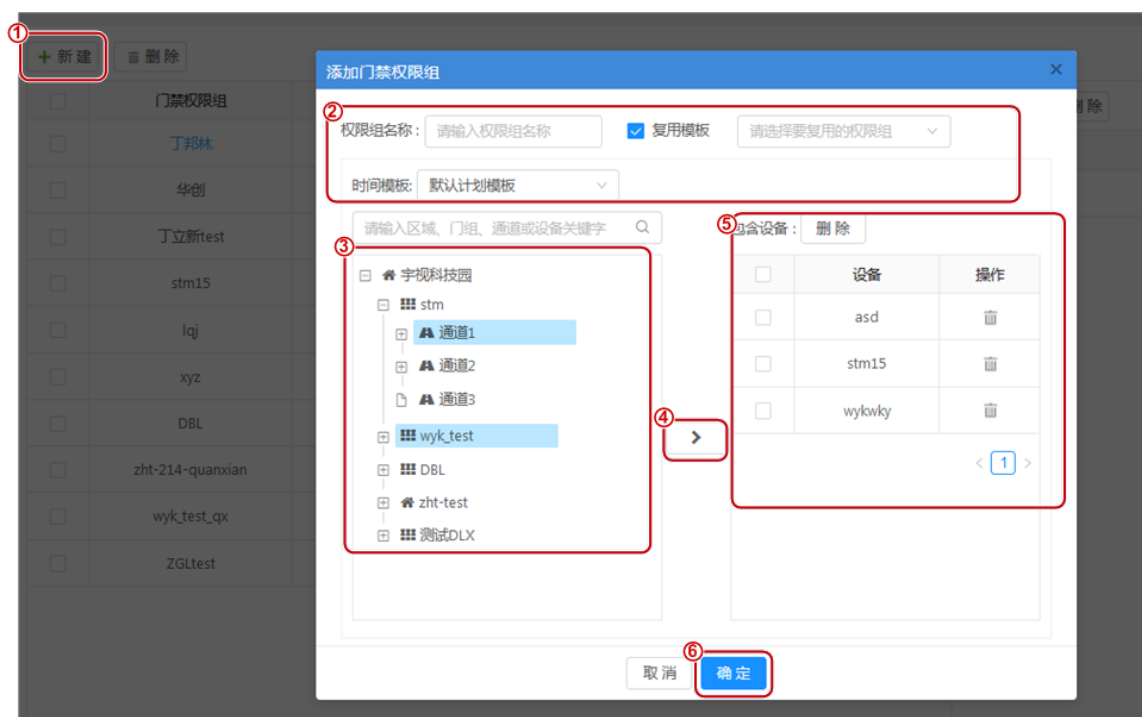 ①
+ 新建
删除
门禁权限组
丁邦林
华创
丁立新test
stm15
lqj
xyz
DBL
zht-214-quanxian
wyk_test_qx
ZGLtest
添加门禁权限组
②
权限组名称: 请输入权限组名称 复用模板 请选择要复用的权限组
时间模板: 默认计划模板
请输入区域、门组、通道或设备关键字
③
宇视科技园
stm
通道1
通道2
通道3
wyk_test
DBL
zht-test
测试DLX
④
⑤
含设备: 删除
设备 操作
asd
stm15
wykwky
< 1 >
⑥
取消 确定
除